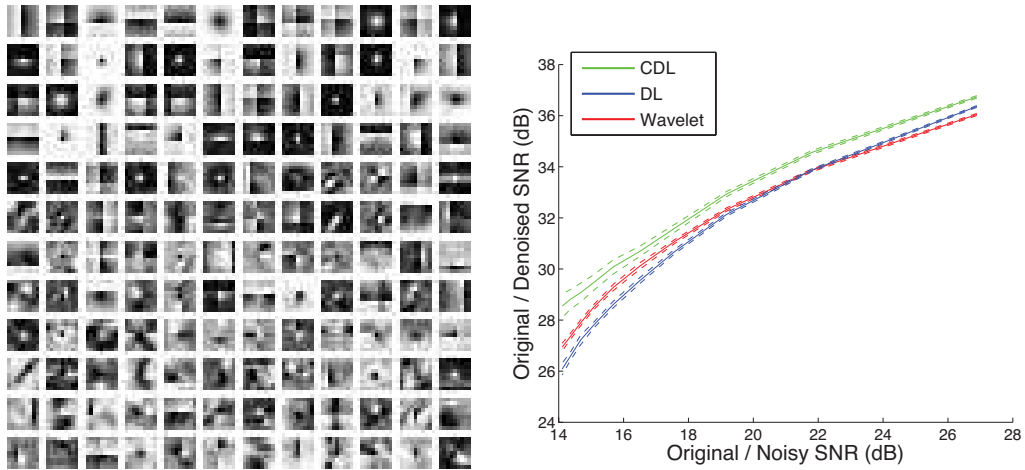 38
36
34
32
30
28
26
24
14 16 18 20 22 24 26 28
CDL
DL
Wavelet
Original / Denoised SNR (dB)
Original / Noisy SNR (dB)